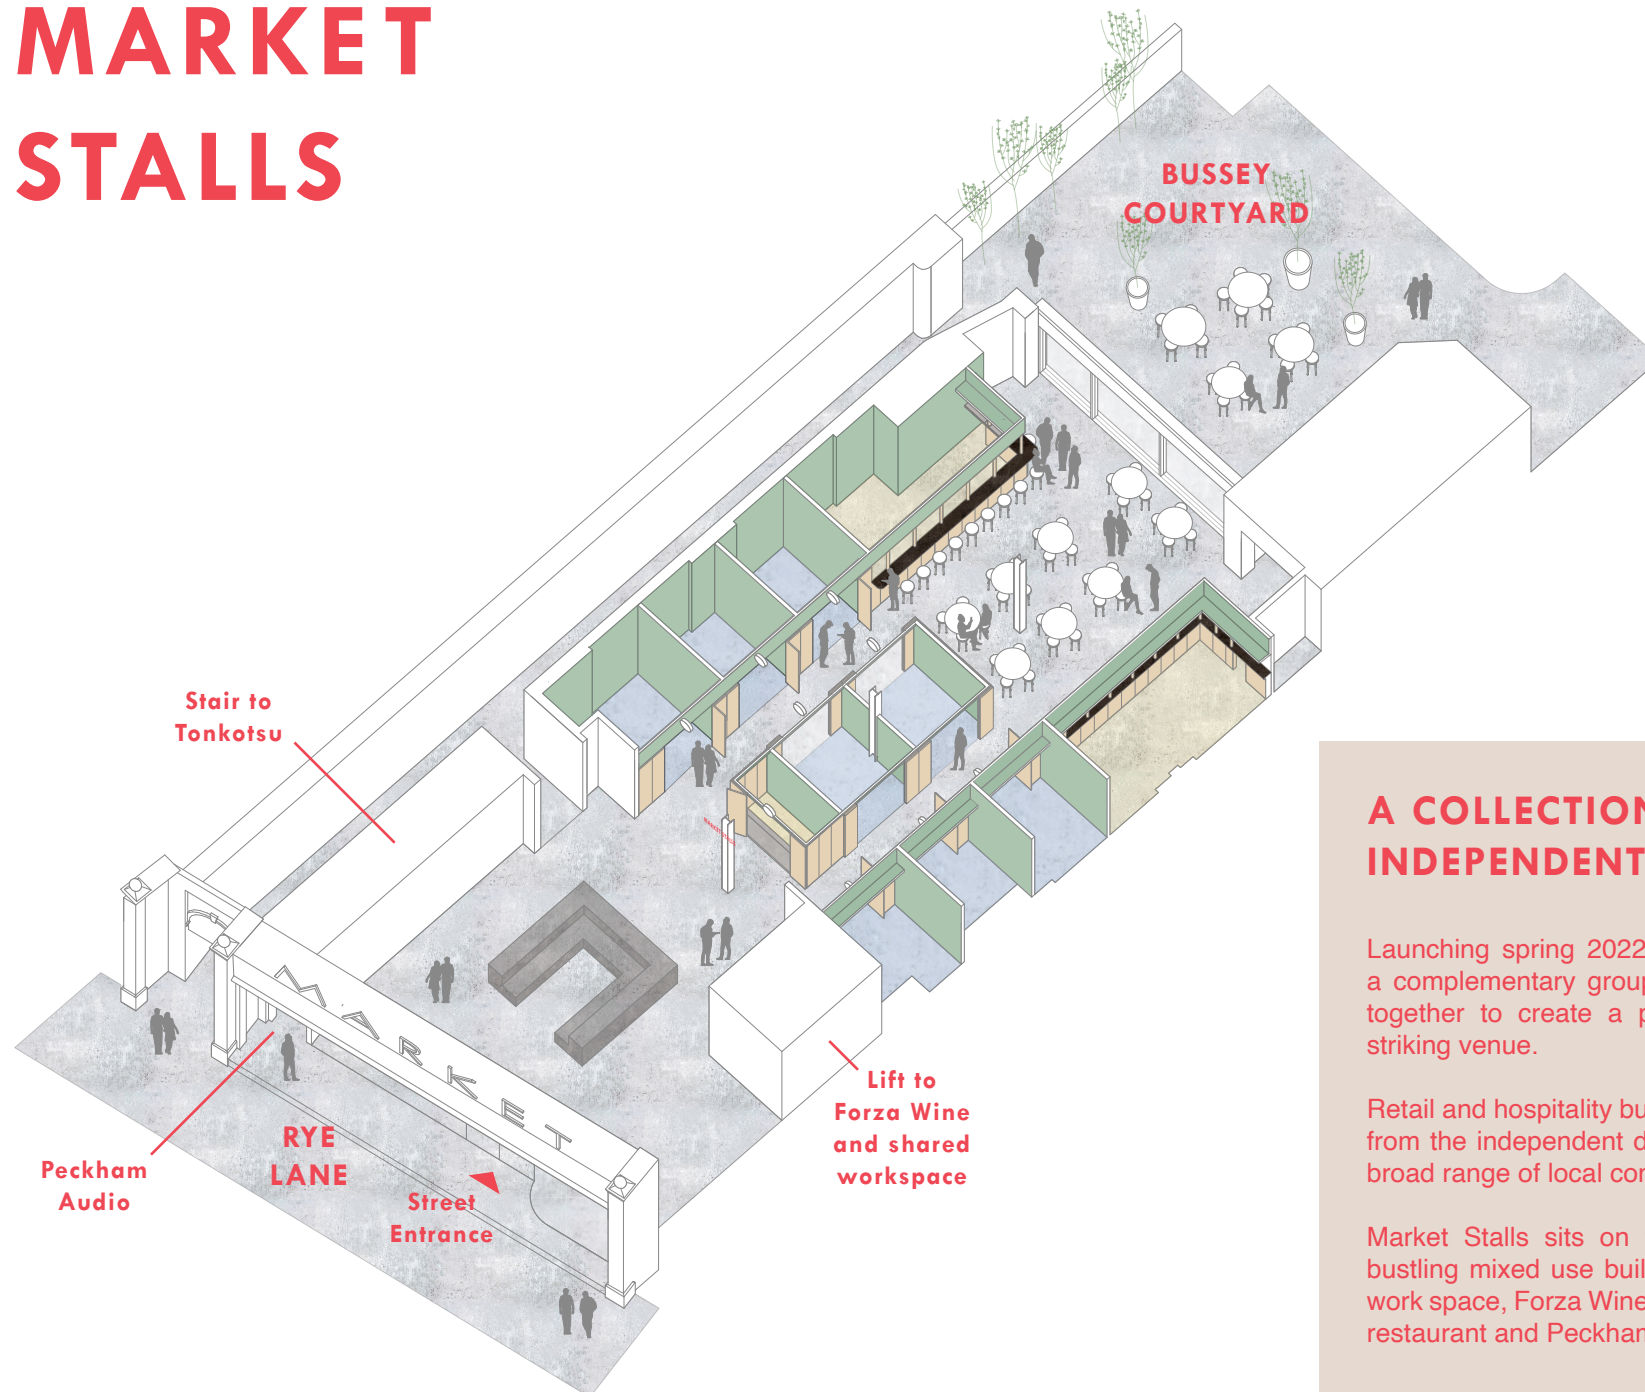 MARKET
STALLS
BUSSEY
COURTYARD
Stair to
Tonkotsu
MARKET
Peckham
Audio
RYE
LANE
Street
Entrance
Lift to
Forza Wine
and shared
workspace
A COLLECTION
INDEPENDENT
Launching spring 2022
a complementary group
together to create a p
striking venue.
Retail and hospitality bu
from the independent d
broad range of local con
Market Stalls sits on
bustling mixed use buil
work space, Forza Wine
restaurant and Peckham